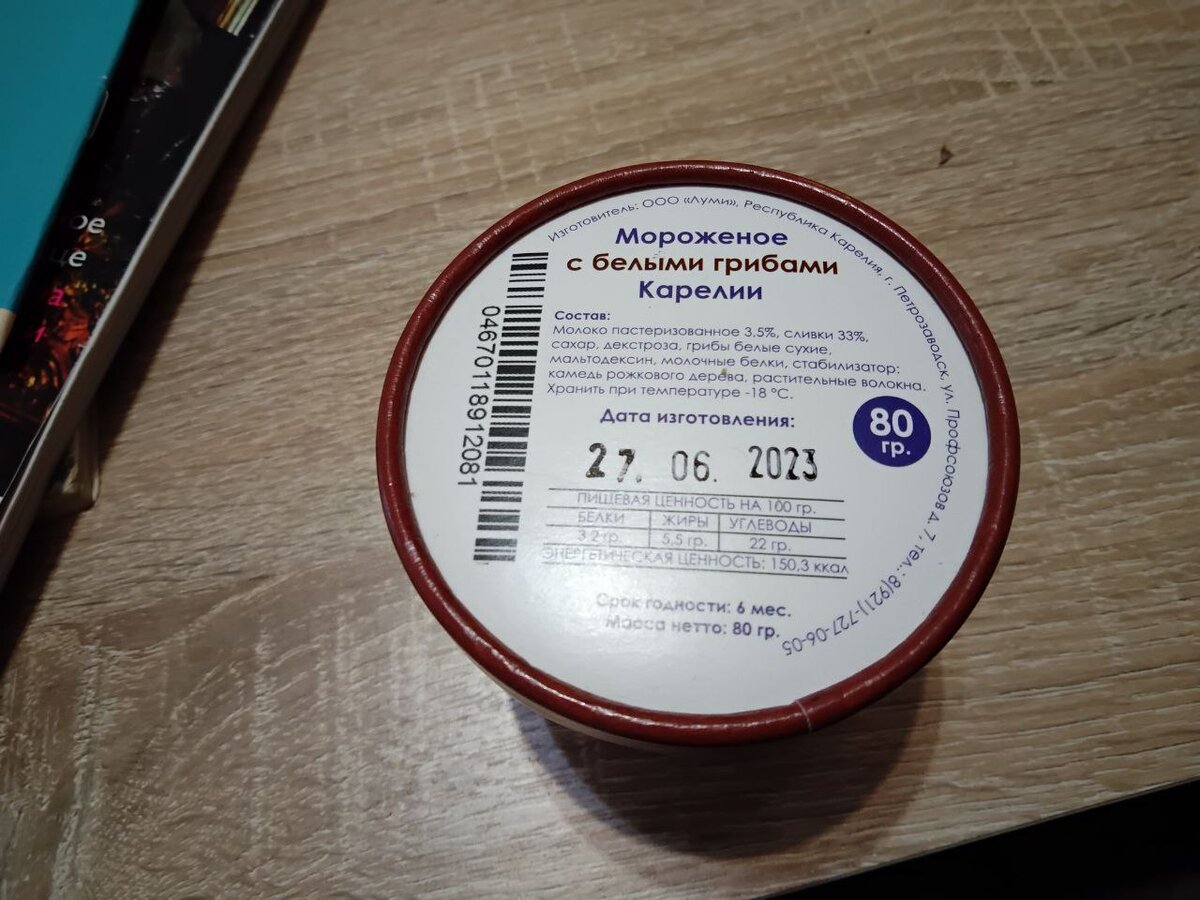 Изготовитель: ООО «Луми», Республика Карелия, г. Петрозаводск, ул. Профсоюзов д. 7, тел.: 8(921)-727-06-05
Мороженое
с белыми грибами
Карелии
Состав:
Молоко пастеризованное 3,5%, сливки 33%,
сахар, декстроза, грибы белые сухие,
мальтодексин, молочные белки, стабилизатор:
камедь рожкового дерева, растительные волокна.
Хранить при температуре -18 °С.
Дата изготовления:
80
гр.
27. 06. 2023
ПИЩЕВАЯ ЦЕННОСТЬ НА 100 гр.
БЕЛКИ ЖИРЫ УГЛЕВОДЫ
3,2 гр. 5,5 гр. 22 гр.
ЭНЕРГЕТИЧЕСКАЯ ЦЕННОСТЬ: 150,3 ккал
Срок годности: 6 мес.
Масса нетто: 80 гр.
04670118912081